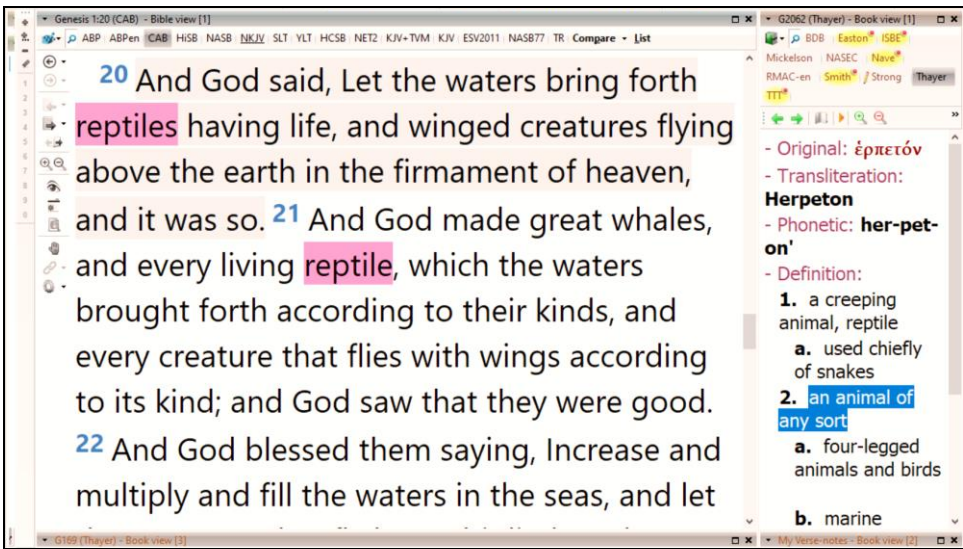 Genesis 1:20 (CAB) - Bible view [1]
ABP ABPen CAB HiSB NASB NKJV SLT YLT HCSB NET2 KJV+TVM KJV ESV2011 NASB77 TR Compare List
20 And God said, Let the waters bring forth
reptiles having life, and winged creatures flying
above the earth in the firmament of heaven,
and it was so. 21 And God made great whales,
and every living reptile, which the waters
brought forth according to their kinds, and
every creature that flies with wings according
to its kind; and God saw that they were good.
22 And God blessed them saying, Increase and
multiply and fill the waters in the seas, and let
G169 (Thayer) - Book view [3]
G2062 (Thayer) - Book view [1]
BDB Easton ISBE
Mickelson NASEC Nave
RMAC-en Smith Strong Thayer
TTT
- Original: ἑρπετόν
- Transliteration:
Herpeton
- Phonetic: her-pet-
on'
- Definition:
1. a creeping
animal, reptile
a. used chiefly
of snakes
2. an animal of
any sort
a. four-legged
animals and birds
b. marine
My Verse-notes - Book view [2]